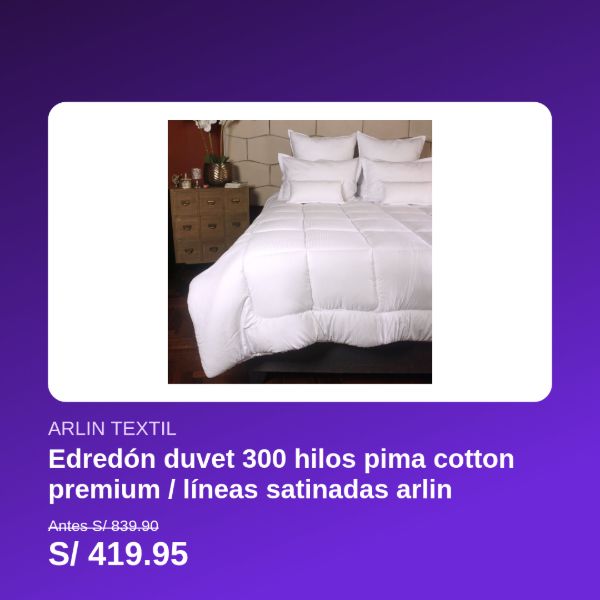 ARLIN TEXTIL
Edredón duvet 300 hilos pima cotton
premium / líneas satinadas arlin
Antes S/ 839.90
S/ 419.95